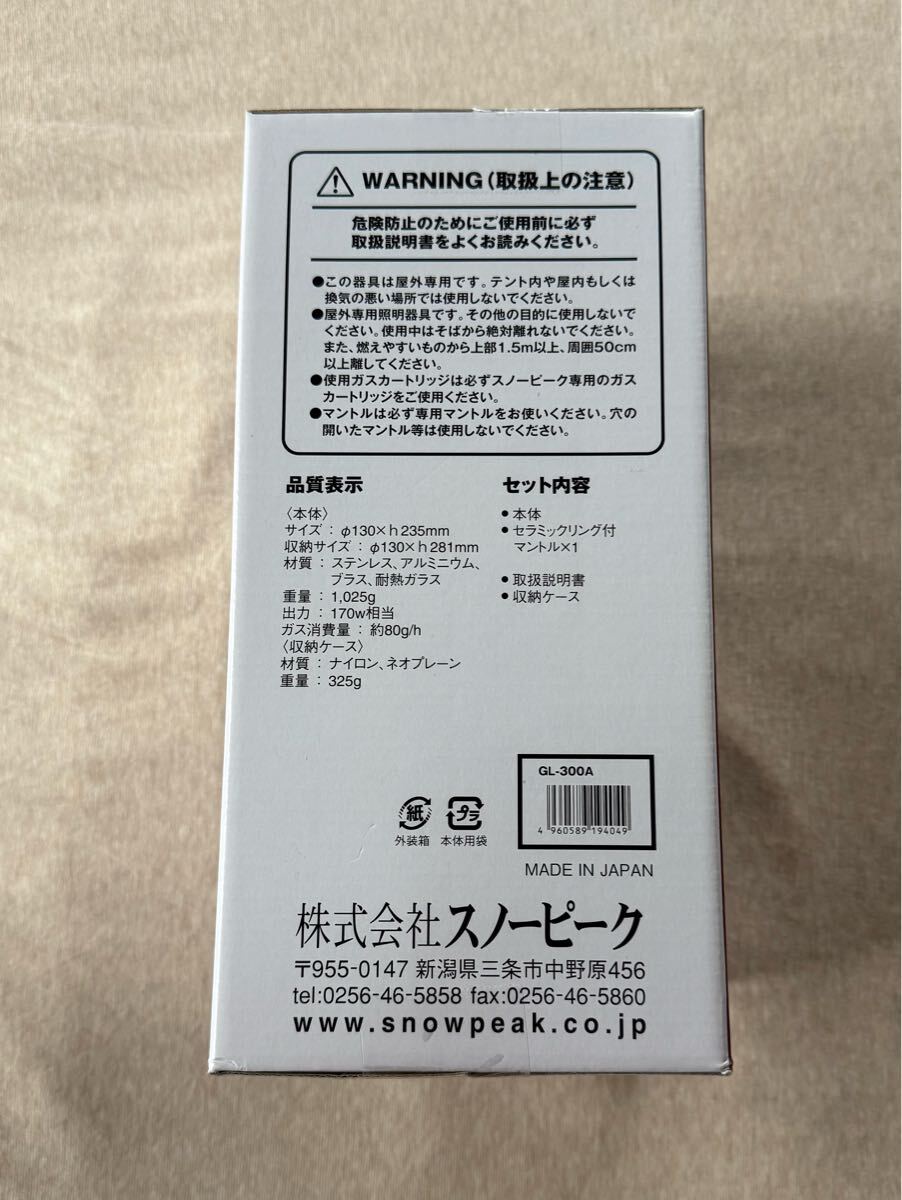 WARNING(取扱上の注意)
危険防止のためにご使用前に必ず
取扱説明書をよくお読みください。
●この器具は屋外専用です。テント内や屋内もしくは
換気の悪い場所では使用しないでください。
●屋外専用照明器具です。その他の目的に使用しないで
ください。使用中はそばから絶対離れないでください。
また、燃えやすいものから上部1.5m以上、周囲50cm
以上離してください。
●使用ガスカートリッジは必ずスノーピーク専用のガス
カートリッジをご使用ください。
●マントルは必ず専用マントルをお使いください。穴の
開いたマントル等は使用しないでください。
品質表示
〈本体〉
サイズ：φ130×h235mm
収納サイズ：φ130×h281mm
材質：ステンレス、アルミニウム、
ブラス、耐熱ガラス
重量：1,025g
出力：170w相当
ガス消費量：約80g/h
〈収納ケース〉
材質：ナイロン、ネオプレーン
重量：325g
セット内容
●本体
●セラミックリング付
マントル×1
●取扱説明書
●収納ケース
GL-300A
4 960589 194049
紙
外装箱
プラ
本体用袋
MADE IN JAPAN
株式会社スノーピーク
〒955-0147 新潟県三条市中野原456
tel:0256-46-5858 fax:0256-46-5860
www.snowpeak.co.jp